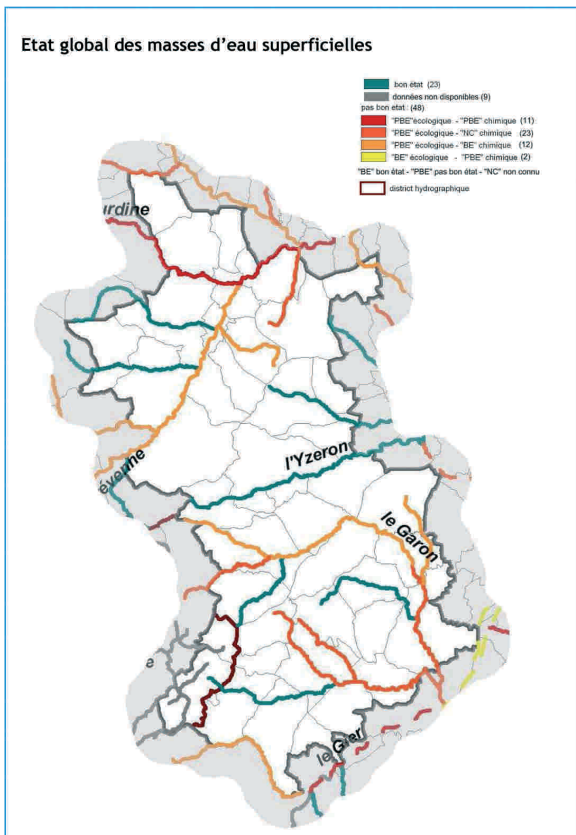 Etat global des masses d'eau superficielles
bon état (23)
données non disponibles (9)
pas bon état : (48)
"PBE"écologique - "PBE" chimique (11)
"PBE" écologique - "NC" chimique (23)
"PBE" écologique - "BE" chimique (12)
"BE" écologique - "PBE" chimique (2)
"BE" bon état - "PBE" pas bon état - "NC" non connu
district hydrographique
urdine
l'Yzeron
évenne
le Garon
e
le Gier